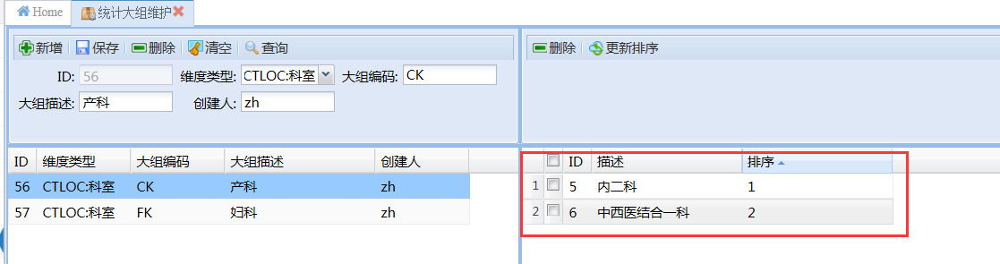 Home 统计大组维护
新增 保存 删除 清空 查询 删除 更新排序
ID: 56 维度类型: CTLOC:科室 大组编码: CK
大组描述: 产科 创建人: zh
ID 维度类型 大组编码 大组描述 创建人 ID 描述 排序
56 CTLOC:科室 CK 产科 zh 1 5 内二科 1
57 CTLOC:科室 FK 妇科 zh 2 6 中西医结合一科 2